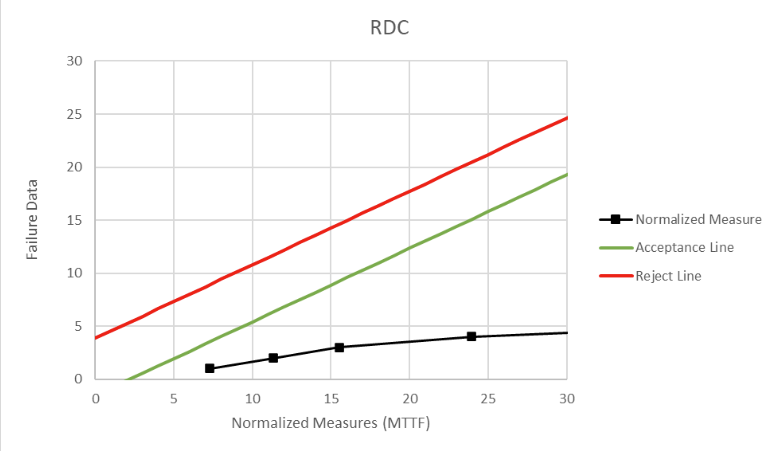 RDC
30
25
20
15
10
5
0
Failure Data
0 5 10 15 20 25 30
Normalized Measures (MTTF)
Normalized Measure
Acceptance Line
Reject Line